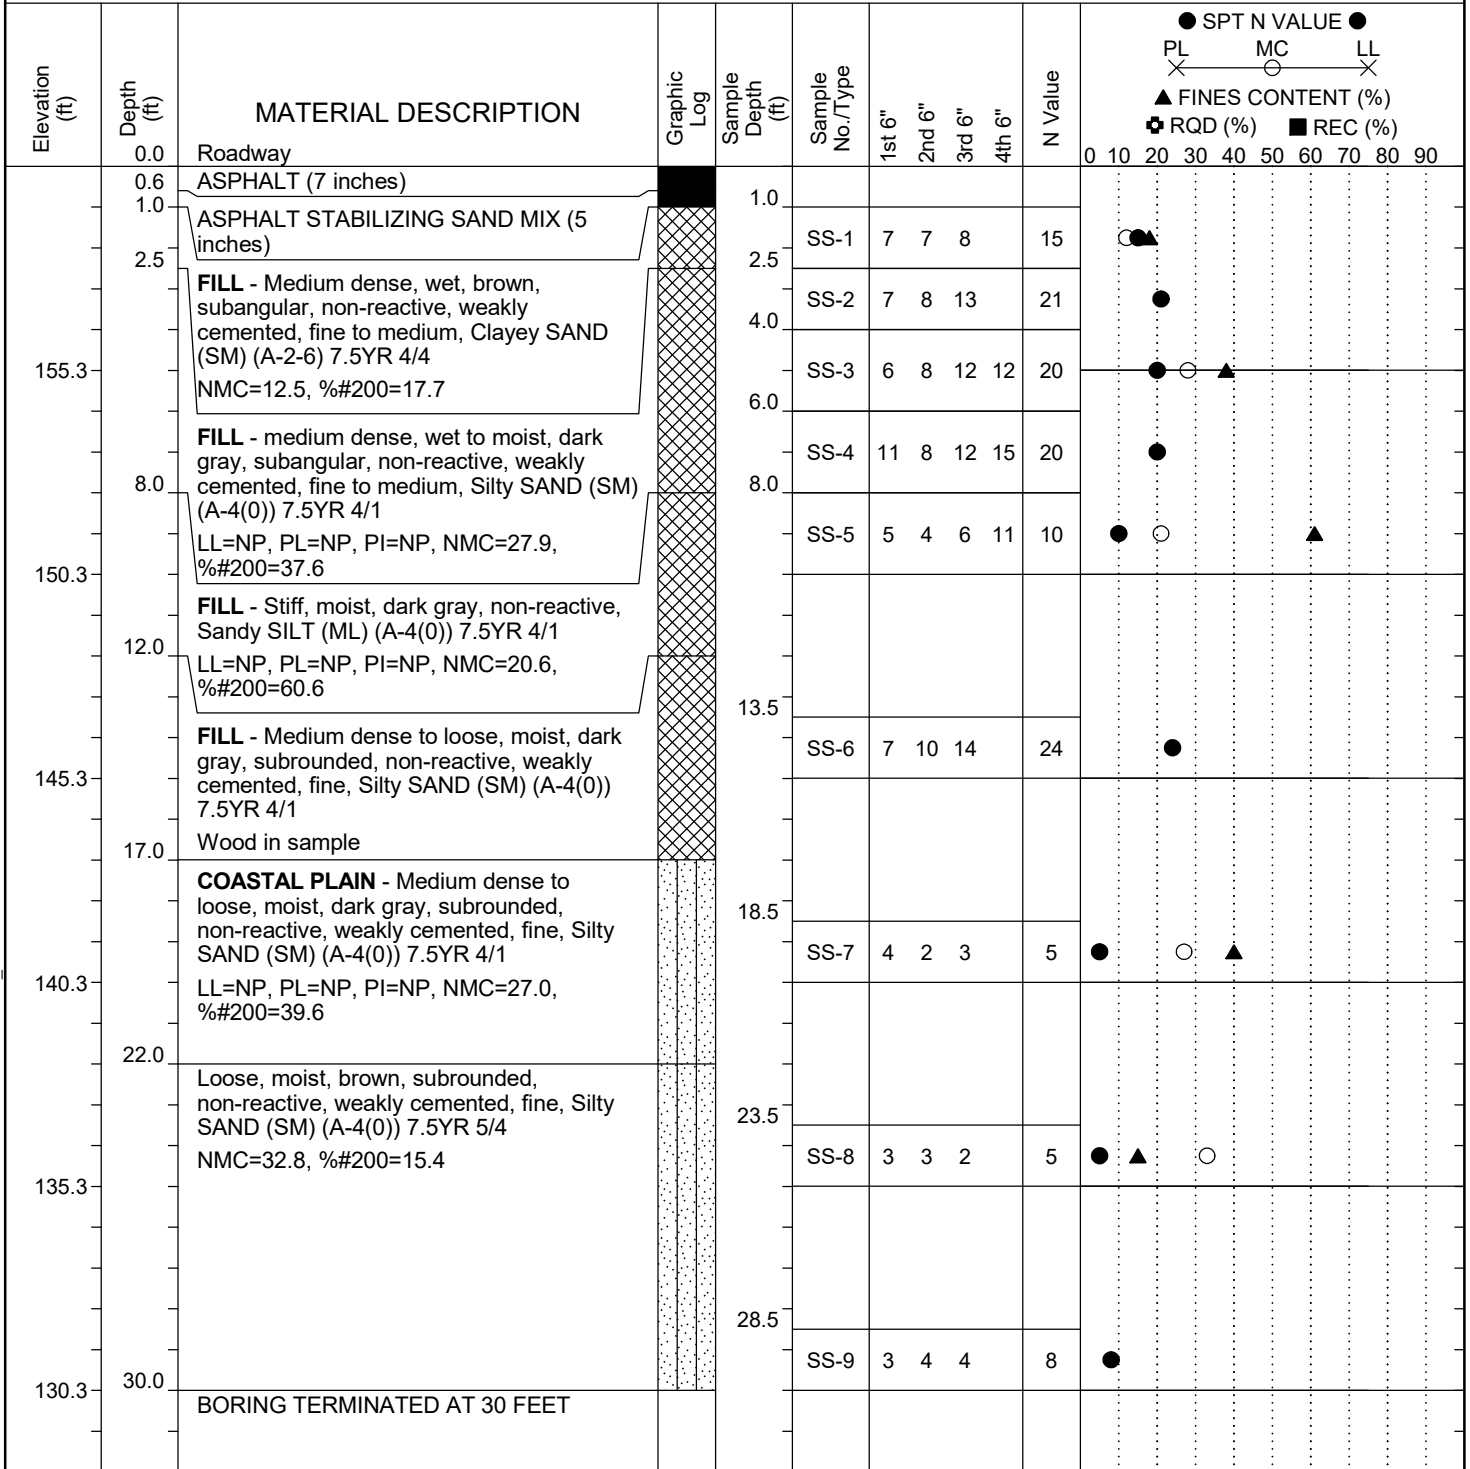 ● SPT N VALUE ●
PL MC LL
▲ FINES CONTENT (%)
RQD (%) ■ REC (%)
Elevation (ft)
Depth (ft)
MATERIAL DESCRIPTION
Graphic Log
Sample Depth (ft)
Sample No./Type
1st 6"
2nd 6"
3rd 6"
4th 6"
N Value
0 10 20 30 40 50 60 70 80 90
0.0 Roadway
0.6 ASPHALT (7 inches)
1.0 ASPHALT STABILIZING SAND MIX (5
inches)
2.5
FILL - Medium dense, wet, brown,
subangular, non-reactive, weakly
cemented, fine to medium, Clayey SAND
(SM) (A-2-6) 7.5YR 4/4
NMC=12.5, %#200=17.7
FILL - medium dense, wet to moist, dark
gray, subangular, non-reactive, weakly
8.0 cemented, fine to medium, Silty SAND (SM)
(A-4(0)) 7.5YR 4/1
LL=NP, PL=NP, PI=NP, NMC=27.9,
%#200=37.6
FILL - Stiff, moist, dark gray, non-reactive,
Sandy SILT (ML) (A-4(0)) 7.5YR 4/1
12.0
LL=NP, PL=NP, PI=NP, NMC=20.6,
%#200=60.6
FILL - Medium dense to loose, moist, dark
gray, subrounded, non-reactive, weakly
cemented, fine, Silty SAND (SM) (A-4(0))
7.5YR 4/1
Wood in sample
17.0
COASTAL PLAIN - Medium dense to
loose, moist, dark gray, subrounded,
non-reactive, weakly cemented, fine, Silty
SAND (SM) (A-4(0)) 7.5YR 4/1
LL=NP, PL=NP, PI=NP, NMC=27.0,
%#200=39.6
22.0
Loose, moist, brown, subrounded,
non-reactive, weakly cemented, fine, Silty
SAND (SM) (A-4(0)) 7.5YR 5/4
NMC=32.8, %#200=15.4
30.0
BORING TERMINATED AT 30 FEET
155.3
150.3
145.3
140.3
135.3
130.3
1.0
SS-1 7 7 8 15
2.5
SS-2 7 8 13 21
4.0
SS-3 6 8 12 12 20
6.0
SS-4 11 8 12 15 20
8.0
SS-5 5 4 6 11 10
13.5
SS-6 7 10 14 24
18.5
SS-7 4 2 3 5
23.5
SS-8 3 3 2 5
28.5
SS-9 3 4 4 8